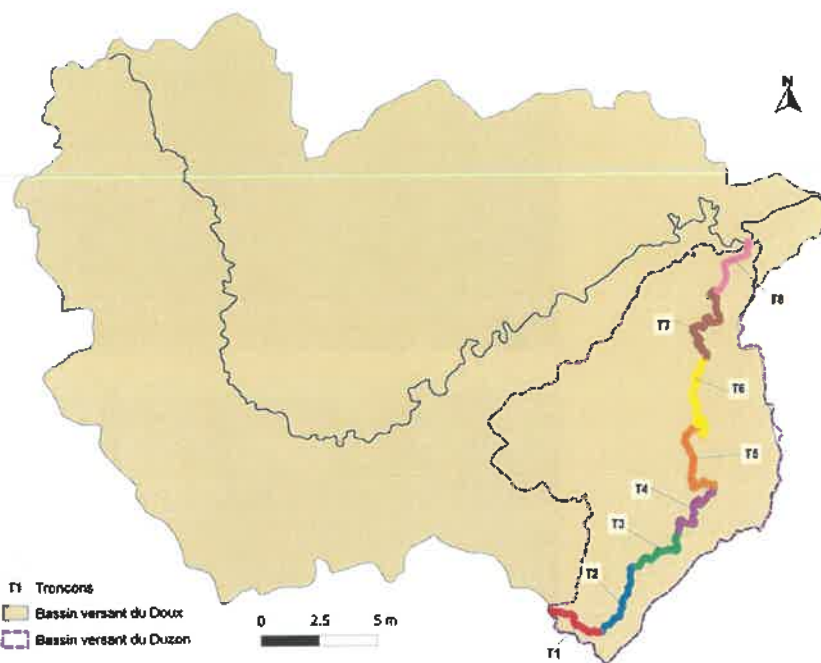 N
T8
T7
T6
T5
T4
T3
T2
T1
T1 Troncons
Bassin versant du Doux
Bassin versant du Duzon
0 2.5 5 m